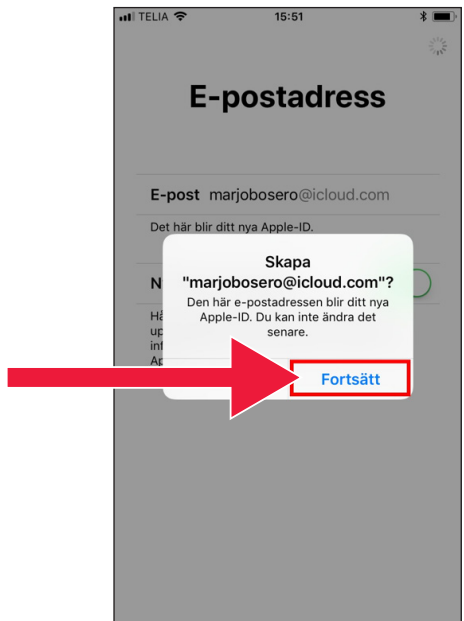 TELIA 15:51
E-postadress
E-post marjobosero@icloud.com
Det här blir ditt nya Apple-ID.
Skapa
"marjobosero@icloud.com"?
Den här e-postadressen blir ditt nya
Apple-ID. Du kan inte ändra det
senare.
Fortsätt